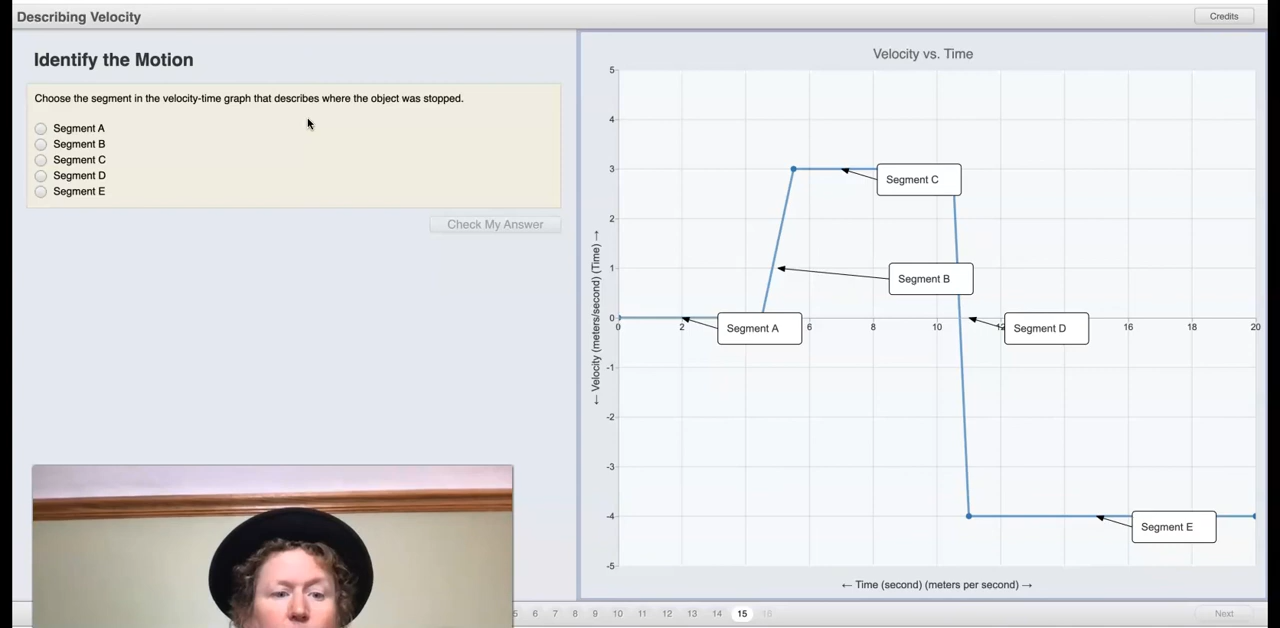 Describing Velocity
Credits
Identify the Motion
Choose the segment in the velocity-time graph that describes where the object was stopped.
Segment A
Segment B
Segment C
Segment D
Segment E
Check My Answer
Velocity vs. Time
5
4
3
2
1
0
-1
-2
-3
-4
-5
← Velocity (meters/second) (Time) →
Segment C
Segment B
Segment A
Segment D
Segment E
0 2 6 8 10 12 16 18 20
← Time (second) (meters per second) →
5 6 7 8 9 10 11 12 13 14 15 16
Next